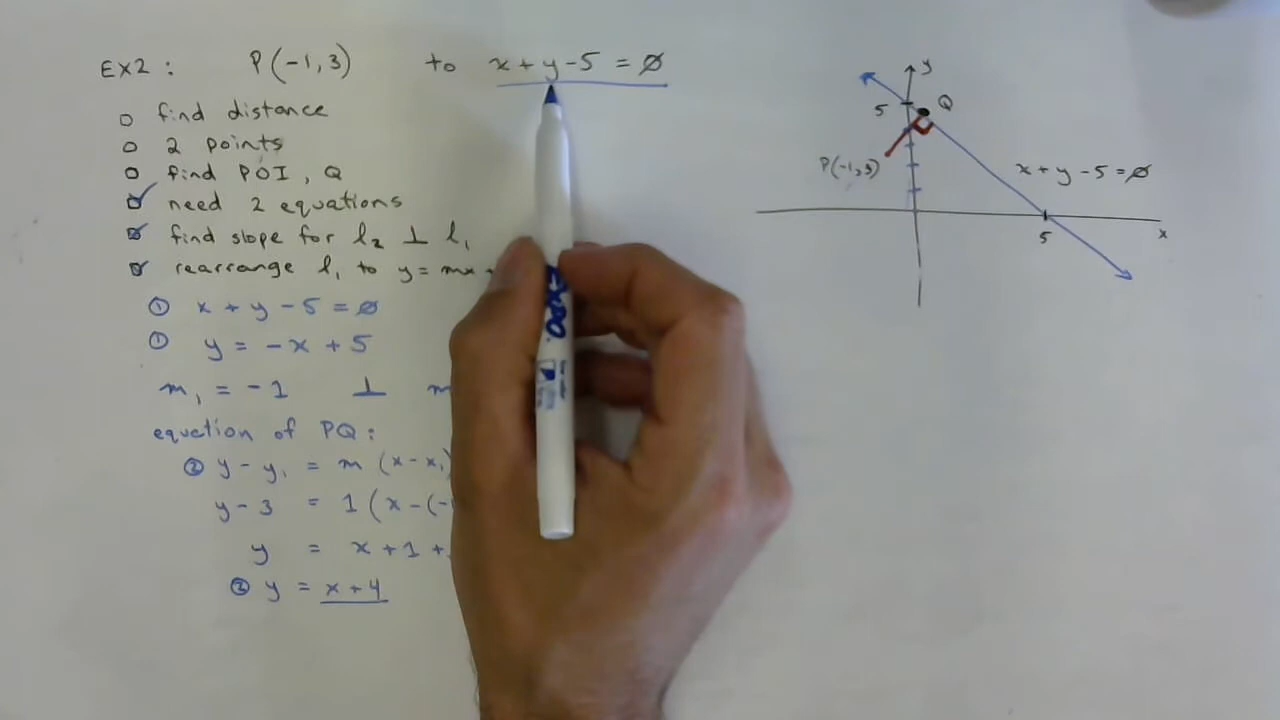 EX2: P(-1,3) to x+y-5=∅
find distance
2 points
find POI, Q
need 2 equations
find slope for l₂ ⊥ l₁
rearrange l₁ to y=mx
① x+y-5=∅
① y=-x+5
m₁=-1 ⊥ m
equation of PQ:
② y-y₁ = m(x-x₁)
y-3 = 1(x-(-
y = x+1+
② y = x+4
EXPO.
y
5
Q
P(-1,3)
x+y-5=∅
5
x